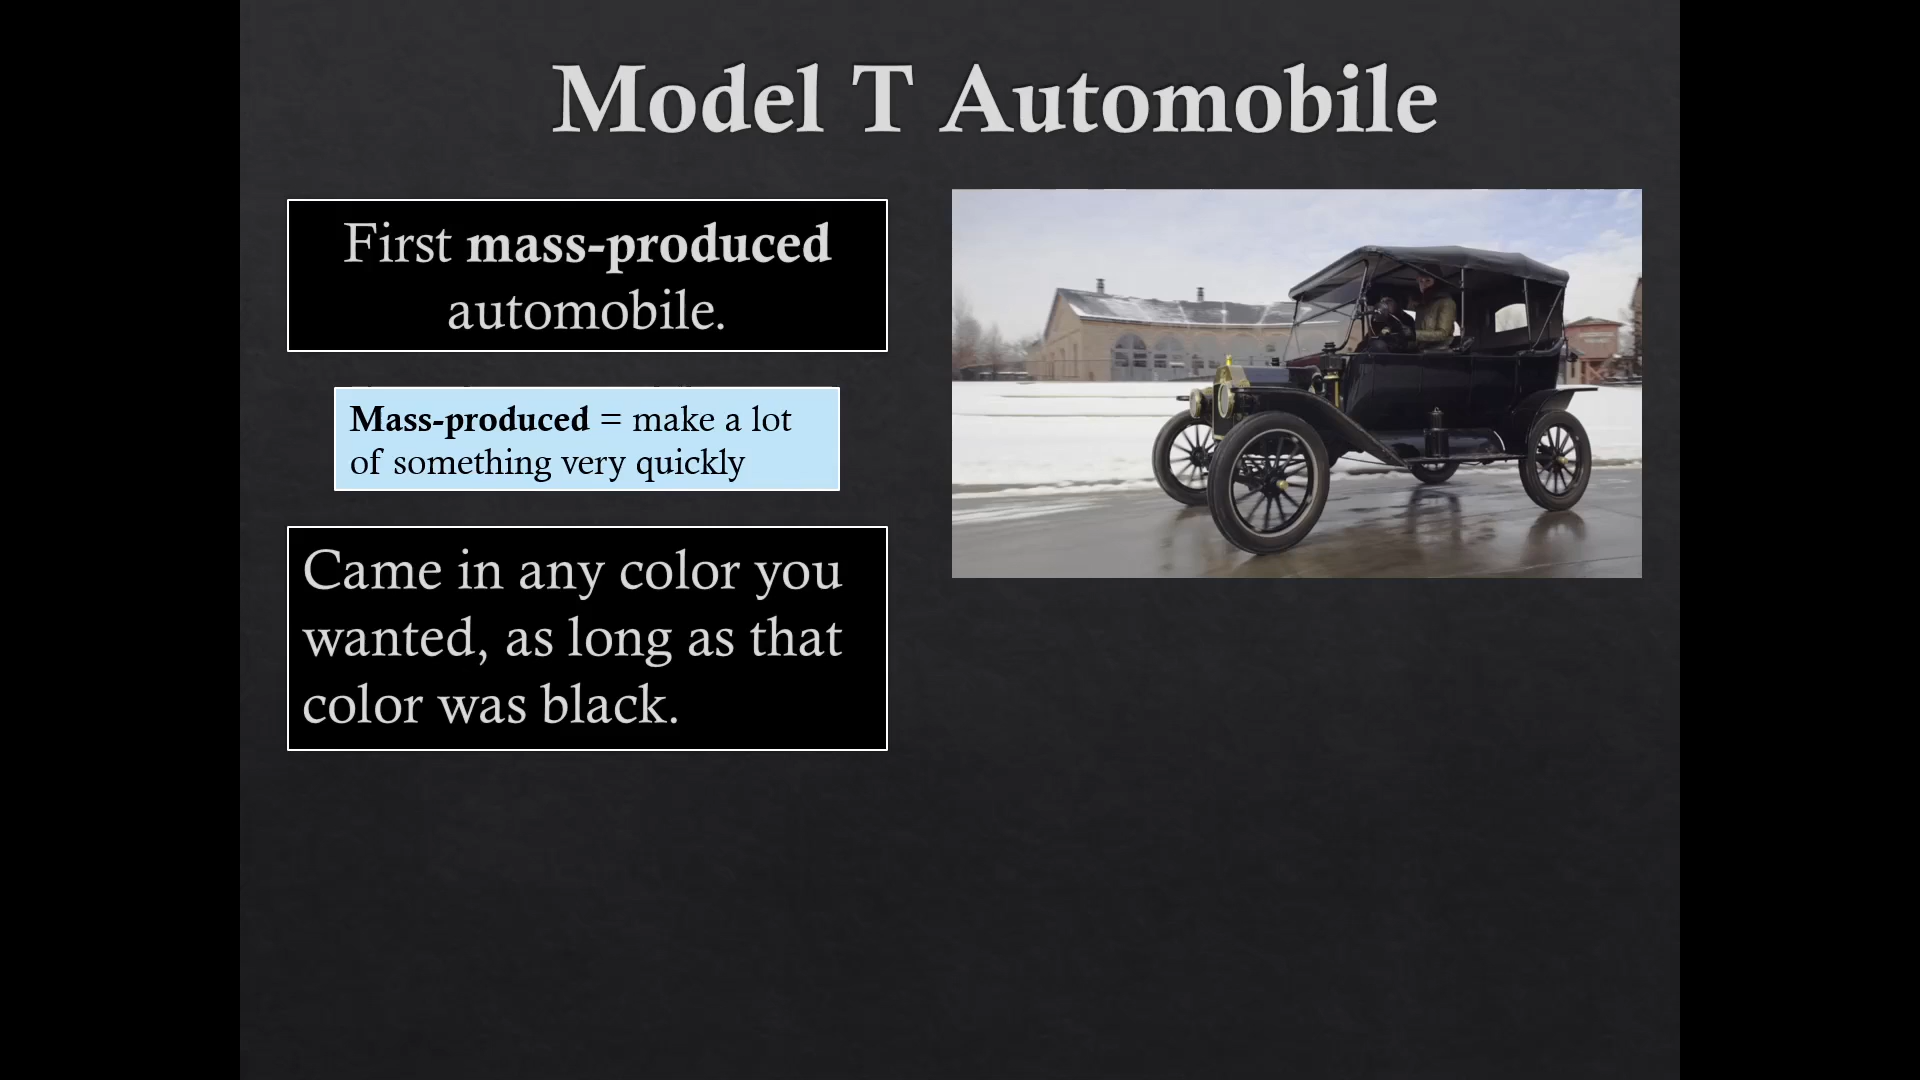 Model T Automobile
First mass-produced
automobile.
Mass-produced = make a lot
of something very quickly
Came in any color you
wanted, as long as that
color was black.